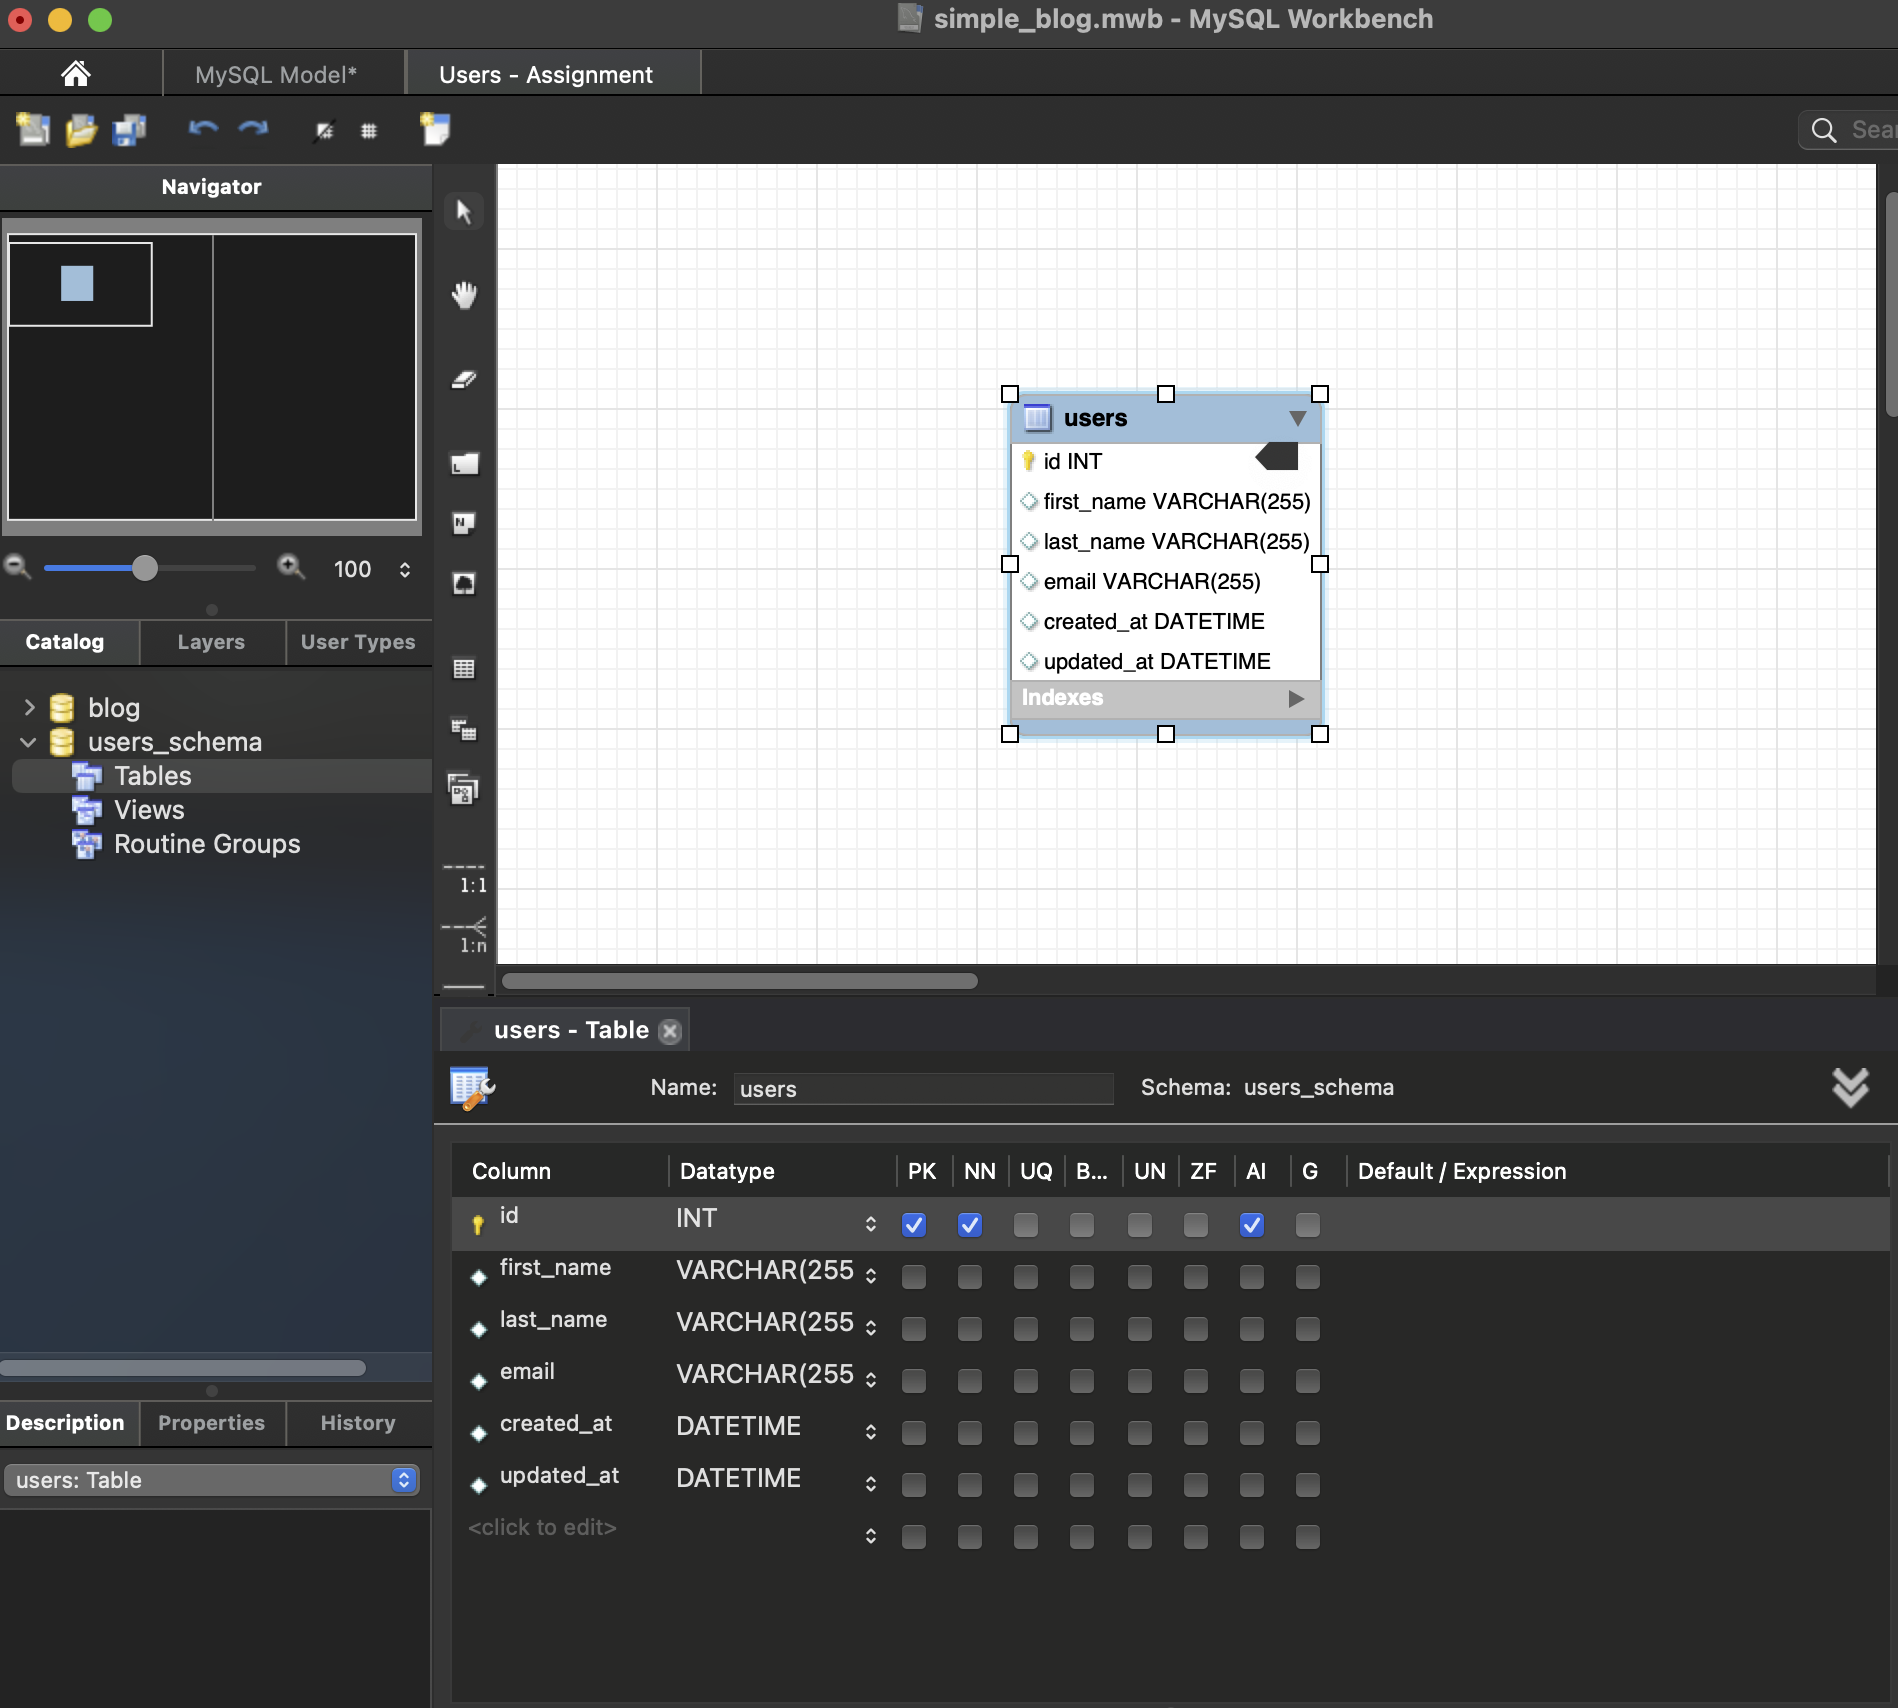 simple_blog.mwb - MySQL Workbench
MySQL Model*
Users - Assignment
Navigator
100
Catalog
Layers
User Types
blog
users_schema
Tables
Views
Routine Groups
1:1
1:n
users
id INT
first_name VARCHAR(255)
last_name VARCHAR(255)
email VARCHAR(255)
created_at DATETIME
updated_at DATETIME
Indexes
users - Table
Name: users
Schema: users_schema
Column Datatype PK NN UQ B... UN ZF AI G Default / Expression
id INT
first_name VARCHAR(255
last_name VARCHAR(255
email VARCHAR(255
created_at DATETIME
updated_at DATETIME
<click to edit>
Description
Properties
History
users: Table